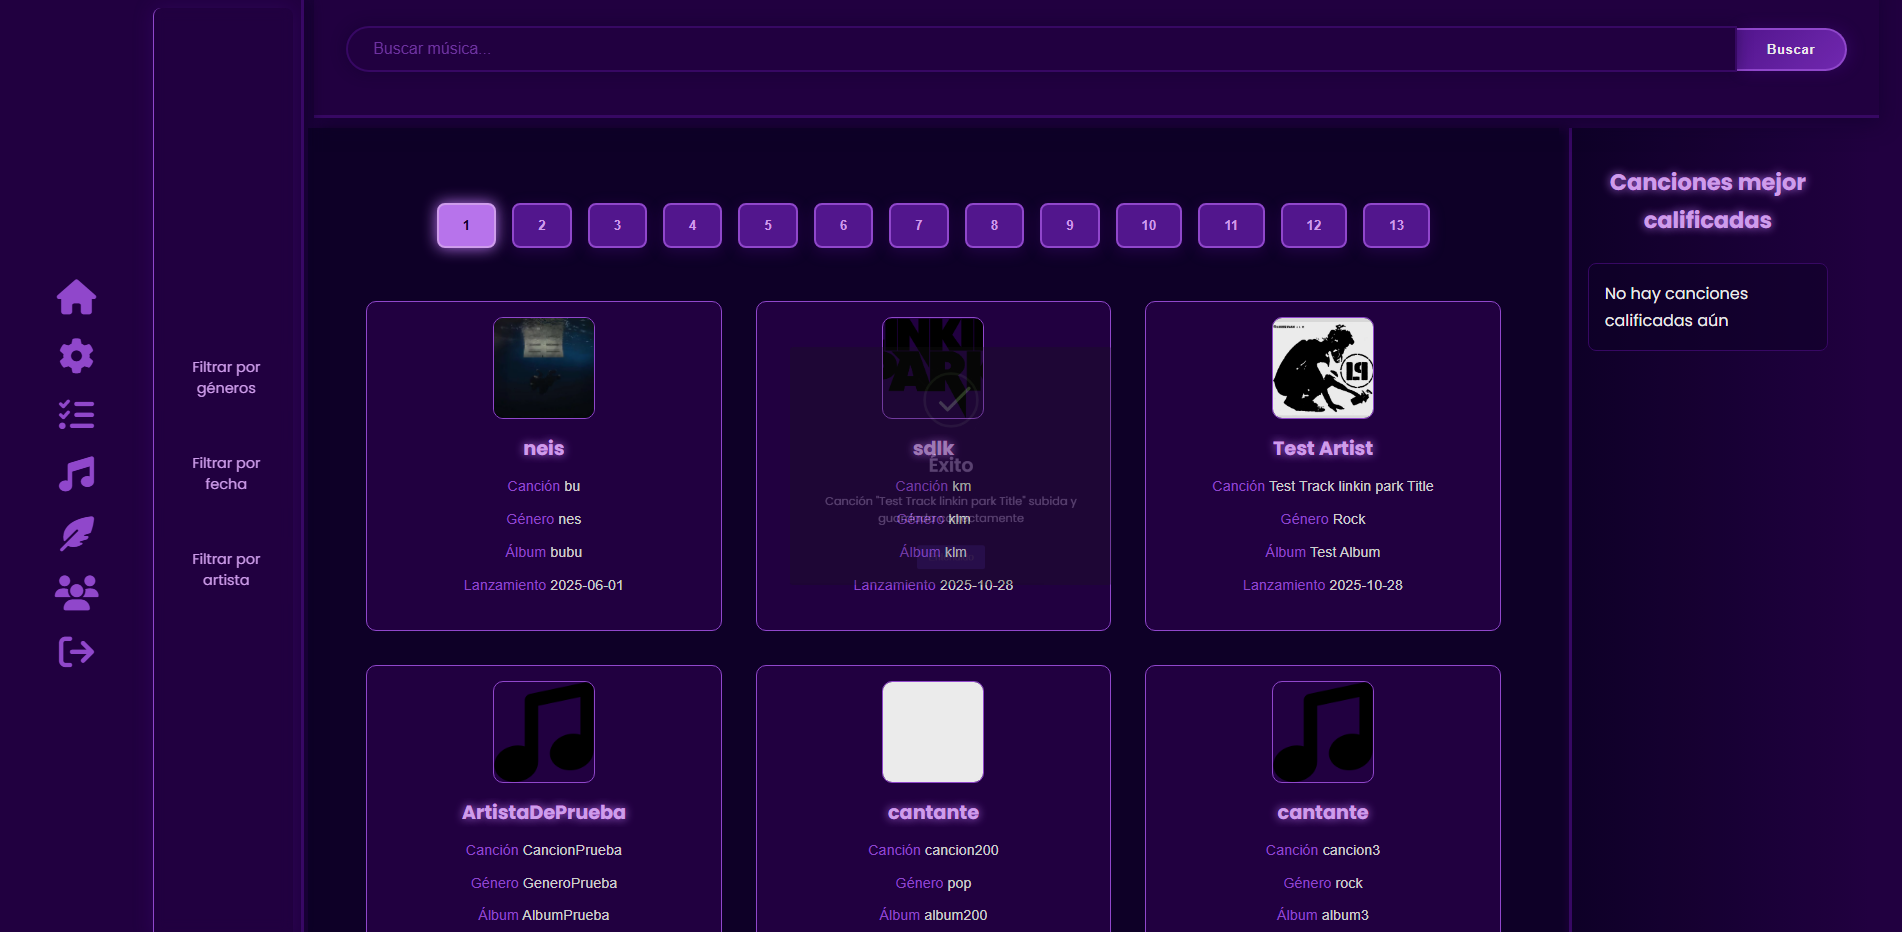 Buscar música...
Buscar
Filtrar por
géneros
Filtrar por
fecha
Filtrar por
artista
1
2
3
4
5
6
7
8
9
10
11
12
13
neis
Canción bu
Género nes
Álbum bubu
Lanzamiento 2025-06-01
LINKIN
PARK
sdlk
Canción km
Género klm
Álbum klm
Lanzamiento 2025-10-28
Éxito
Canción "Test Track linkin park Title" subida y
guardada correctamente
Test Artist
Canción Test Track linkin park Title
Género Rock
Álbum Test Album
Lanzamiento 2025-10-28
ArtistaDePrueba
Canción CancionPrueba
Género GeneroPrueba
Álbum AlbumPrueba
cantante
Canción cancion200
Género pop
Álbum album200
cantante
Canción cancion3
Género rock
Álbum album3
Canciones mejor
calificadas
No hay canciones
calificadas aún